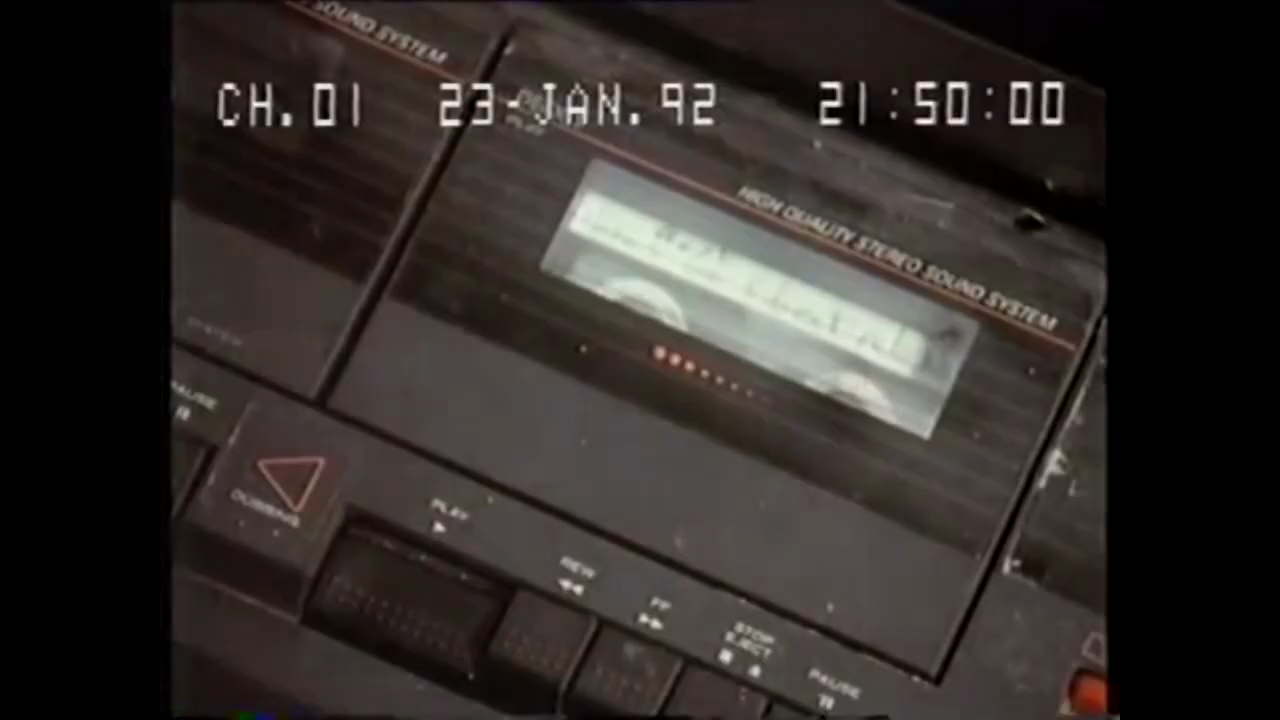 SOUND SYSTEM
CH.01 23-JAN.92 21:50:00
PLAY
HIGH QUALITY STEREO SOUND SYSTEM
PAUSE
DUBBING
PLAY
REW
FF
STOP
EJECT
PAUSE